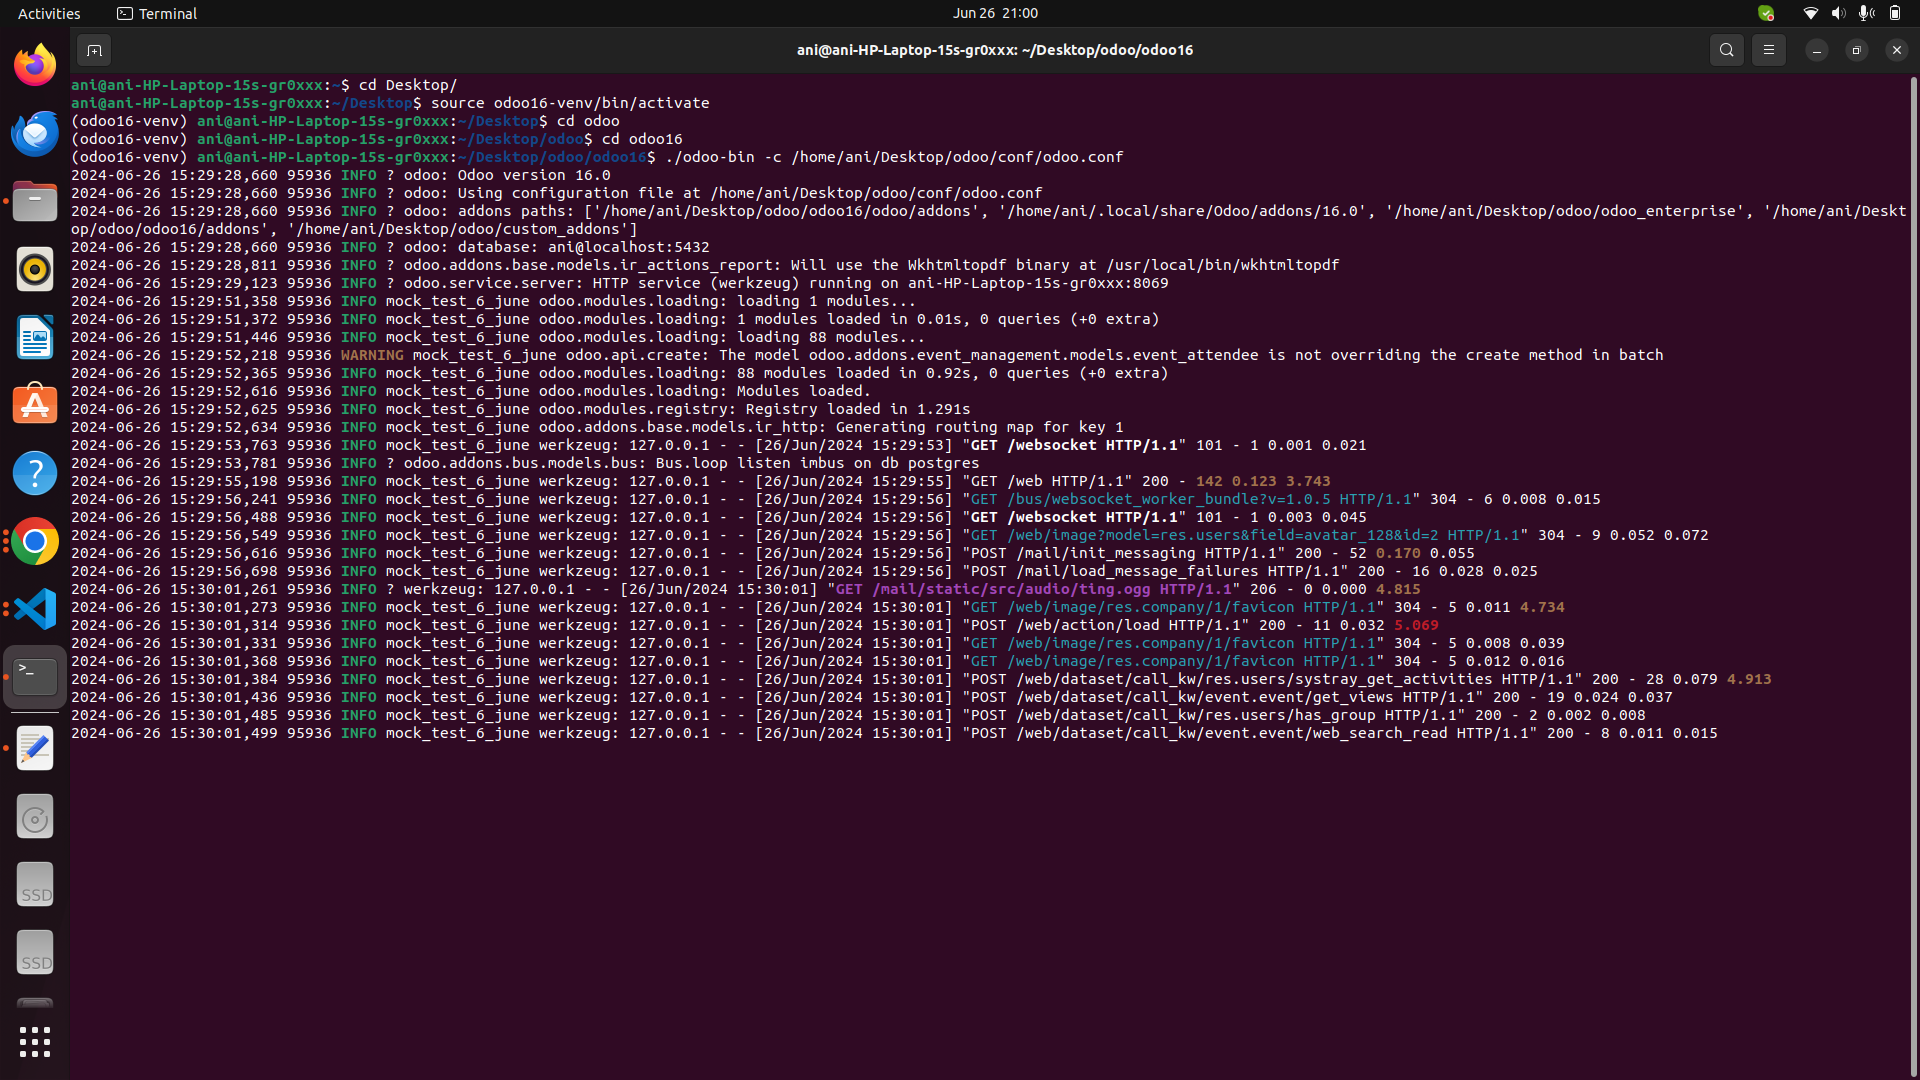 Activities
Terminal
Jun 26 21:00
ani@ani-HP-Laptop-15s-gr0xxx: ~/Desktop/odoo/odoo16
ani@ani-HP-Laptop-15s-gr0xxx:~$ cd Desktop/
ani@ani-HP-Laptop-15s-gr0xxx:~/Desktop$ source odoo16-venv/bin/activate
(odoo16-venv) ani@ani-HP-Laptop-15s-gr0xxx:~/Desktop$ cd odoo
(odoo16-venv) ani@ani-HP-Laptop-15s-gr0xxx:~/Desktop/odoo$ cd odoo16
(odoo16-venv) ani@ani-HP-Laptop-15s-gr0xxx:~/Desktop/odoo/odoo16$ ./odoo-bin -c /home/ani/Desktop/odoo/conf/odoo.conf
2024-06-26 15:29:28,660 95936 INFO ? odoo: Odoo version 16.0
2024-06-26 15:29:28,660 95936 INFO ? odoo: Using configuration file at /home/ani/Desktop/odoo/conf/odoo.conf
2024-06-26 15:29:28,660 95936 INFO ? odoo: addons paths: ['/home/ani/Desktop/odoo/odoo16/odoo/addons', '/home/ani/.local/share/Odoo/addons/16.0', '/home/ani/Desktop/odoo/odoo_enterprise', '/home/ani/Deskt
op/odoo/odoo16/addons', '/home/ani/Desktop/odoo/custom_addons']
2024-06-26 15:29:28,660 95936 INFO ? odoo: database: ani@localhost:5432
2024-06-26 15:29:28,811 95936 INFO ? odoo.addons.base.models.ir_actions_report: Will use the Wkhtmltopdf binary at /usr/local/bin/wkhtmltopdf
2024-06-26 15:29:29,123 95936 INFO ? odoo.service.server: HTTP service (werkzeug) running on ani-HP-Laptop-15s-gr0xxx:8069
2024-06-26 15:29:51,358 95936 INFO mock_test_6_june odoo.modules.loading: loading 1 modules...
2024-06-26 15:29:51,372 95936 INFO mock_test_6_june odoo.modules.loading: 1 modules loaded in 0.01s, 0 queries (+0 extra)
2024-06-26 15:29:51,446 95936 INFO mock_test_6_june odoo.modules.loading: loading 88 modules...
2024-06-26 15:29:52,218 95936 WARNING mock_test_6_june odoo.api.create: The model odoo.addons.event_management.models.event_attendee is not overriding the create method in batch
2024-06-26 15:29:52,365 95936 INFO mock_test_6_june odoo.modules.loading: 88 modules loaded in 0.92s, 0 queries (+0 extra)
2024-06-26 15:29:52,616 95936 INFO mock_test_6_june odoo.modules.loading: Modules loaded.
2024-06-26 15:29:52,625 95936 INFO mock_test_6_june odoo.modules.registry: Registry loaded in 1.291s
2024-06-26 15:29:52,634 95936 INFO mock_test_6_june odoo.addons.base.models.ir_http: Generating routing map for key 1
2024-06-26 15:29:53,763 95936 INFO mock_test_6_june werkzeug: 127.0.0.1 - - [26/Jun/2024 15:29:53] "GET /websocket HTTP/1.1" 101 - 1 0.001 0.021
2024-06-26 15:29:53,781 95936 INFO ? odoo.addons.bus.models.bus: Bus.loop listen imbus on db postgres
2024-06-26 15:29:55,198 95936 INFO mock_test_6_june werkzeug: 127.0.0.1 - - [26/Jun/2024 15:29:55] "GET /web HTTP/1.1" 200 - 142 0.123 3.743
2024-06-26 15:29:56,241 95936 INFO mock_test_6_june werkzeug: 127.0.0.1 - - [26/Jun/2024 15:29:56] "GET /bus/websocket_worker_bundle?v=1.0.5 HTTP/1.1" 304 - 6 0.008 0.015
2024-06-26 15:29:56,488 95936 INFO mock_test_6_june werkzeug: 127.0.0.1 - - [26/Jun/2024 15:29:56] "GET /websocket HTTP/1.1" 101 - 1 0.003 0.045
2024-06-26 15:29:56,549 95936 INFO mock_test_6_june werkzeug: 127.0.0.1 - - [26/Jun/2024 15:29:56] "GET /web/image?model=res.users&field=avatar_128&id=2 HTTP/1.1" 304 - 9 0.052 0.072
2024-06-26 15:29:56,616 95936 INFO mock_test_6_june werkzeug: 127.0.0.1 - - [26/Jun/2024 15:29:56] "POST /mail/init_messaging HTTP/1.1" 200 - 52 0.170 0.055
2024-06-26 15:29:56,698 95936 INFO mock_test_6_june werkzeug: 127.0.0.1 - - [26/Jun/2024 15:29:56] "POST /mail/load_message_failures HTTP/1.1" 200 - 16 0.028 0.025
2024-06-26 15:30:01,261 95936 INFO ? werkzeug: 127.0.0.1 - - [26/Jun/2024 15:30:01] "GET /mail/static/src/audio/ting.ogg HTTP/1.1" 206 - 0 0.000 4.815
2024-06-26 15:30:01,273 95936 INFO mock_test_6_june werkzeug: 127.0.0.1 - - [26/Jun/2024 15:30:01] "GET /web/image/res.company/1/favicon HTTP/1.1" 304 - 5 0.011 4.734
2024-06-26 15:30:01,314 95936 INFO mock_test_6_june werkzeug: 127.0.0.1 - - [26/Jun/2024 15:30:01] "POST /web/action/load HTTP/1.1" 200 - 11 0.032 5.069
2024-06-26 15:30:01,331 95936 INFO mock_test_6_june werkzeug: 127.0.0.1 - - [26/Jun/2024 15:30:01] "GET /web/image/res.company/1/favicon HTTP/1.1" 304 - 5 0.008 0.039
2024-06-26 15:30:01,368 95936 INFO mock_test_6_june werkzeug: 127.0.0.1 - - [26/Jun/2024 15:30:01] "GET /web/image/res.company/1/favicon HTTP/1.1" 304 - 5 0.012 0.016
2024-06-26 15:30:01,384 95936 INFO mock_test_6_june werkzeug: 127.0.0.1 - - [26/Jun/2024 15:30:01] "POST /web/dataset/call_kw/res.users/systray_get_activities HTTP/1.1" 200 - 28 0.079 4.913
2024-06-26 15:30:01,436 95936 INFO mock_test_6_june werkzeug: 127.0.0.1 - - [26/Jun/2024 15:30:01] "POST /web/dataset/call_kw/event.event/get_views HTTP/1.1" 200 - 19 0.024 0.037
2024-06-26 15:30:01,485 95936 INFO mock_test_6_june werkzeug: 127.0.0.1 - - [26/Jun/2024 15:30:01] "POST /web/dataset/call_kw/res.users/has_group HTTP/1.1" 200 - 2 0.002 0.008
2024-06-26 15:30:01,499 95936 INFO mock_test_6_june werkzeug: 127.0.0.1 - - [26/Jun/2024 15:30:01] "POST /web/dataset/call_kw/event.event/web_search_read HTTP/1.1" 200 - 8 0.011 0.015
SSD
SSD